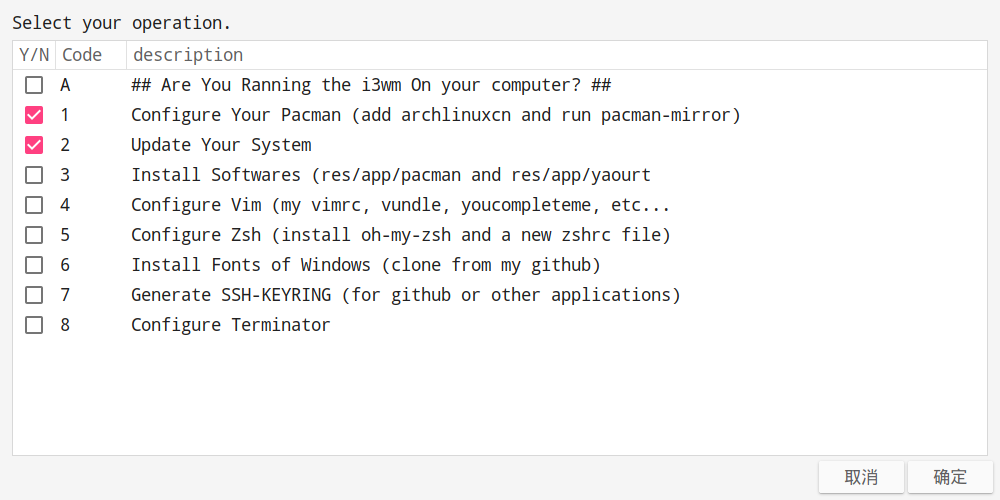 Select your operation.
Y/N Code description
A ## Are You Ranning the i3wm On your computer? ##
1 Configure Your Pacman (add archlinuxcn and run pacman-mirror)
2 Update Your System
3 Install Softwares (res/app/pacman and res/app/yaourt
4 Configure Vim (my vimrc, vundle, youcompleteme, etc...
5 Configure Zsh (install oh-my-zsh and a new zshrc file)
6 Install Fonts of Windows (clone from my github)
7 Generate SSH-KEYRING (for github or other applications)
8 Configure Terminator
取消 确定